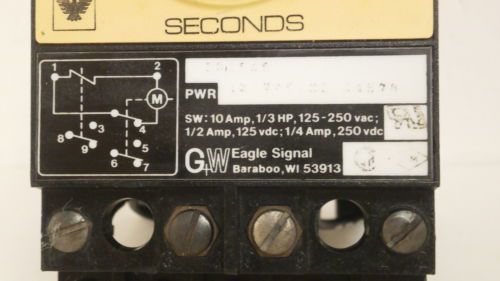 SECONDS
1
2
M
PWR
3
4
8
9
5
6
7
SW: 10 Amp, 1/3 HP, 125-250 vac;
1/2 Amp, 125 vdc; 1/4 Amp, 250 vdc
G+W Eagle Signal
Baraboo, WI 53913